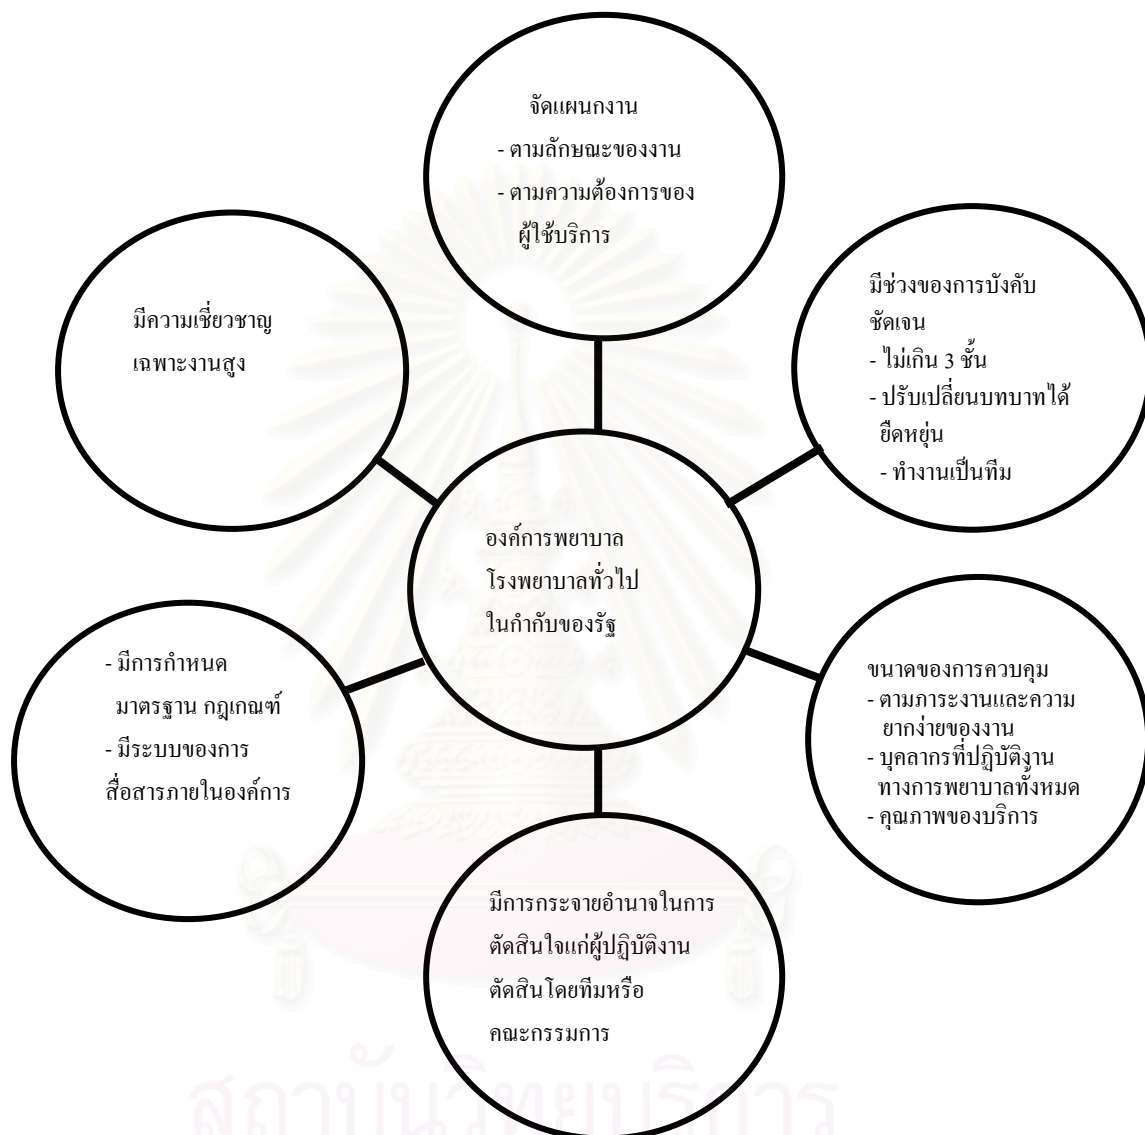 จัดแผนกงาน
- ตามลักษณะของงาน
- ตามความต้องการของ
ผู้ใช้บริการ
มีความเชี่ยวชาญ
เฉพาะงานสูง
มีช่วงของการบังคับ
ชัดเจน
- ไม่เกิน 3 ชั้น
- ปรับเปลี่ยนบทบาทได้
ยืดหยุ่น
- ทำงานเป็นทีม
องค์การพยาบาล
โรงพยาบาลทั่วไป
ในกำกับของรัฐ
- มีการกำหนด
มาตรฐาน กฎเกณฑ์
- มีระบบของการ
สื่อสารภายในองค์การ
ขนาดของการควบคุม
- ตามภาระงานและความ
ยากง่ายของงาน
- บุคลากรที่ปฏิบัติงาน
ทางการพยาบาลทั้งหมด
- คุณภาพของบริการ
มีการกระจายอำนาจในการ
ตัดสินใจแก่ผู้ปฏิบัติงาน
ตัดสินโดยทีมหรือ
คณะกรรมการ
สถาบันวิทยบริการ